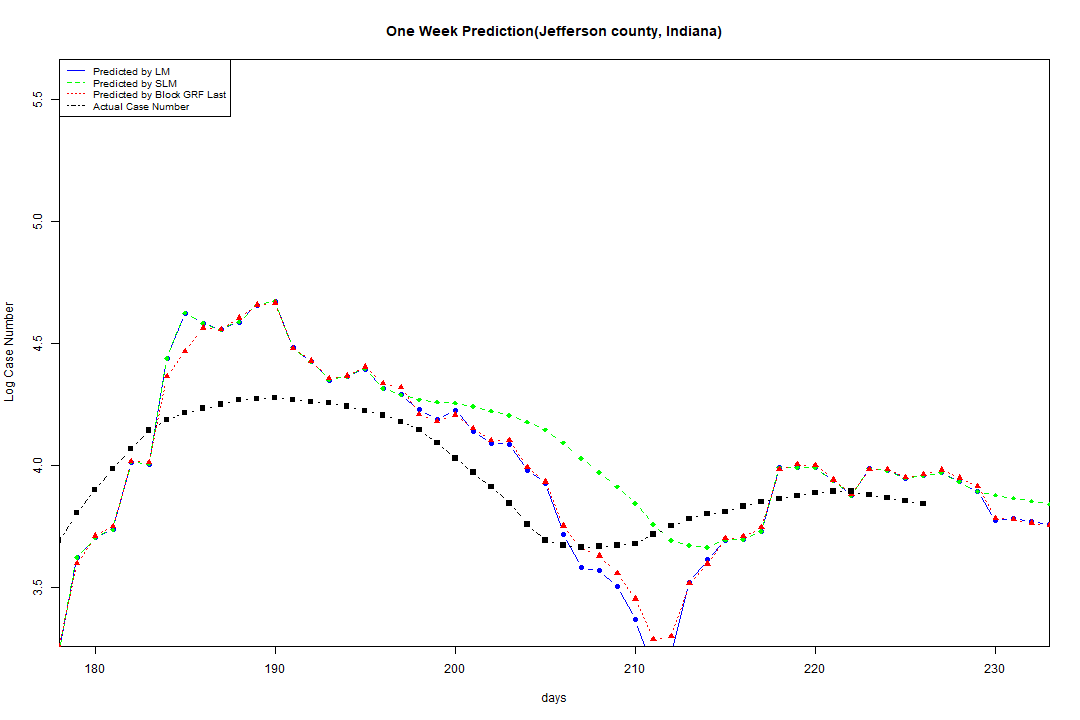 One Week Prediction(Jefferson county, Indiana)
Predicted by LM
Predicted by SLM
Predicted by Block GRF Last
Actual Case Number
5.5
5.0
4.5
4.0
3.5
Log Case Number
180 190 200 210 220 230
days